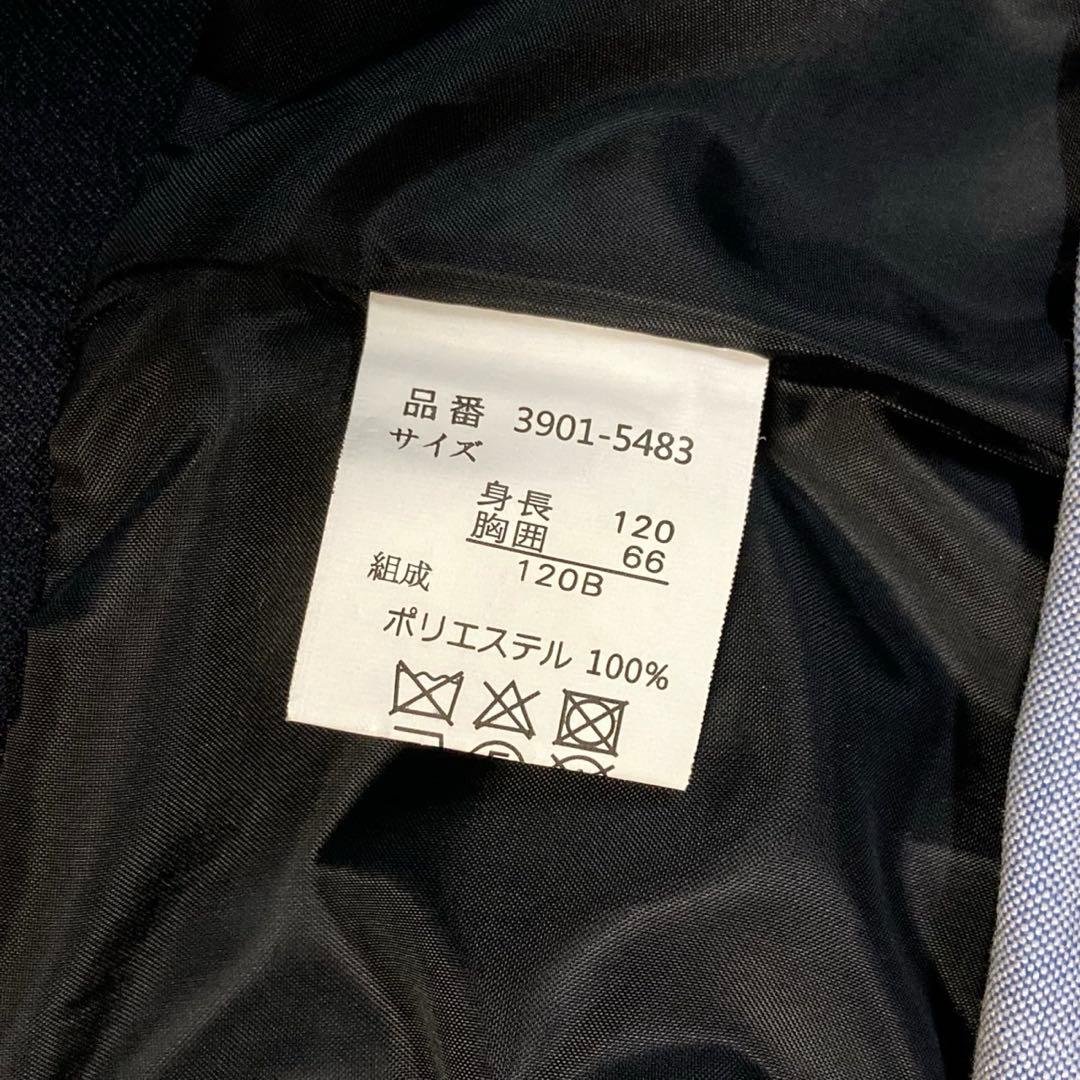 品番 3901-5483
サイズ
身長 120
胸囲 66
120B
組成
ポリエステル 100%